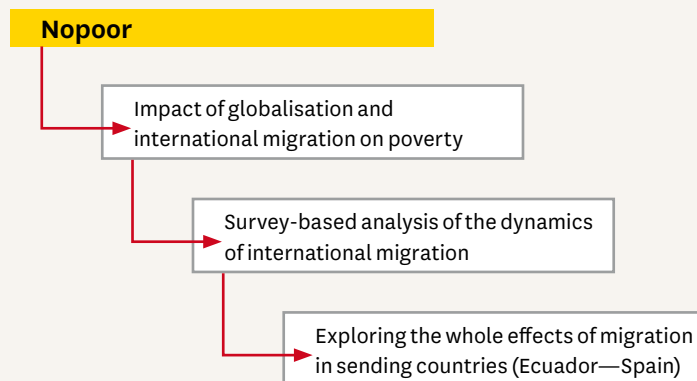 Nopoor
Impact of globalisation and
international migration on poverty
Survey-based analysis of the dynamics
of international migration
Exploring the whole effects of migration
in sending countries (Ecuador—Spain)